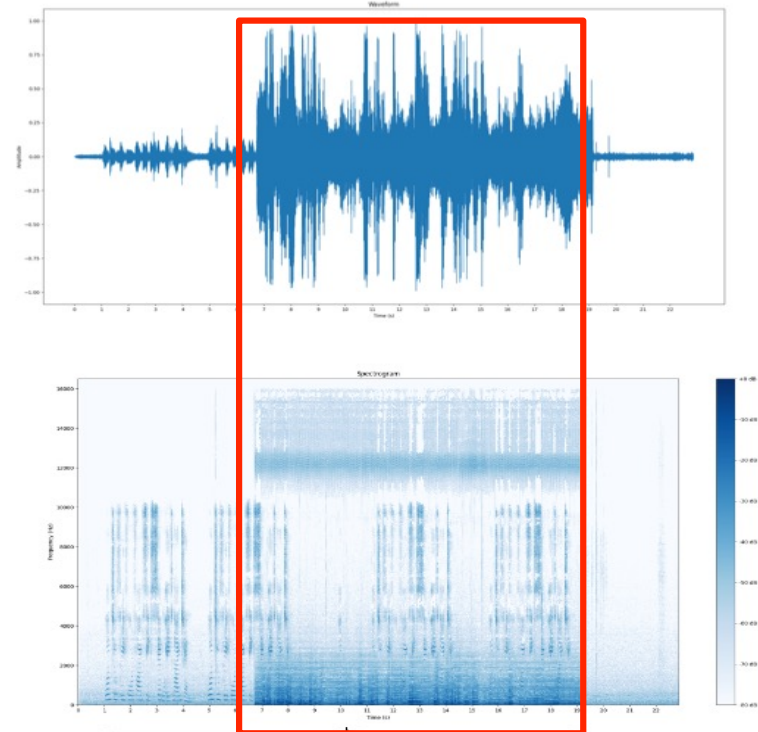 Waveform
1.00
0.75
0.50
0.25
0.00
-0.25
-0.50
-0.75
-1.00
Amplitude
0 1 2 3 4 5 6 7 8 9 10 11 12 13 14 15 16 17 18 19 20 21 22
Time (s)
Spectrogram
16000
14000
12000
10000
8000
6000
4000
2000
0
Frequency (Hz)
0 1 2 3 4 5 6 7 8 9 10 11 12 13 14 15 16 17 18 19 20 21 22
Time (s)
+0 dB
-10 dB
-20 dB
-30 dB
-40 dB
-50 dB
-60 dB
-70 dB
-80 dB